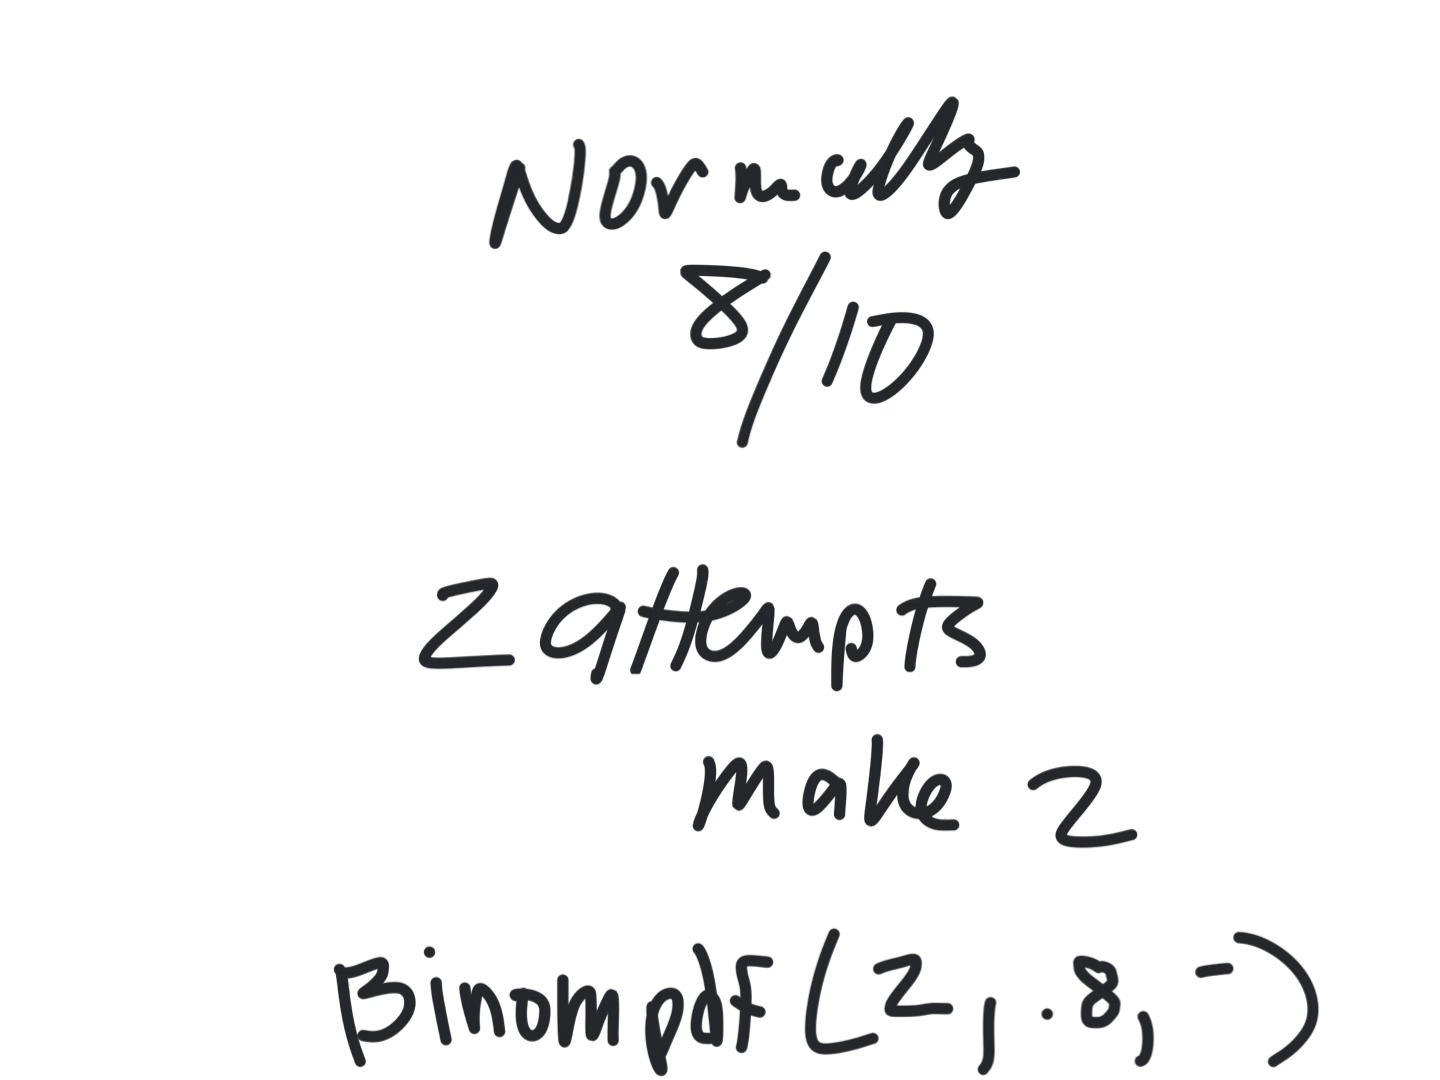 Normally
8/10
2 attempts
make 2
Binompdf(2, .8, -)